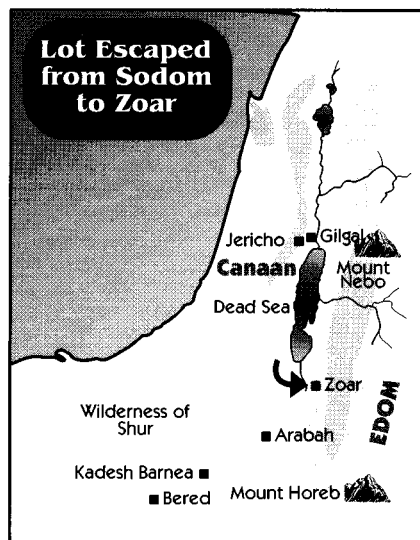 Lot Escaped
from Sodom
to Zoar
Jericho
Gilgal
Canaan
Mount
Nebo
Dead Sea
Zoar
Wilderness of
Shur
EDOM
Arabah
Kadesh Barnea
Bered
Mount Horeb